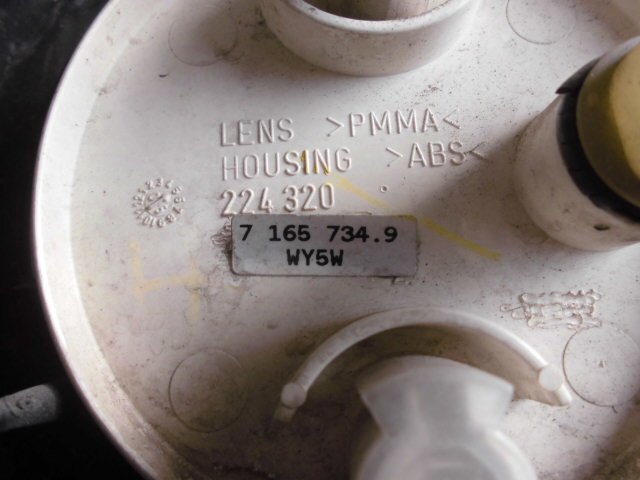 LENS >PMMA<
HOUSING >ABS<
224 320
7 165 734.9
WY5W